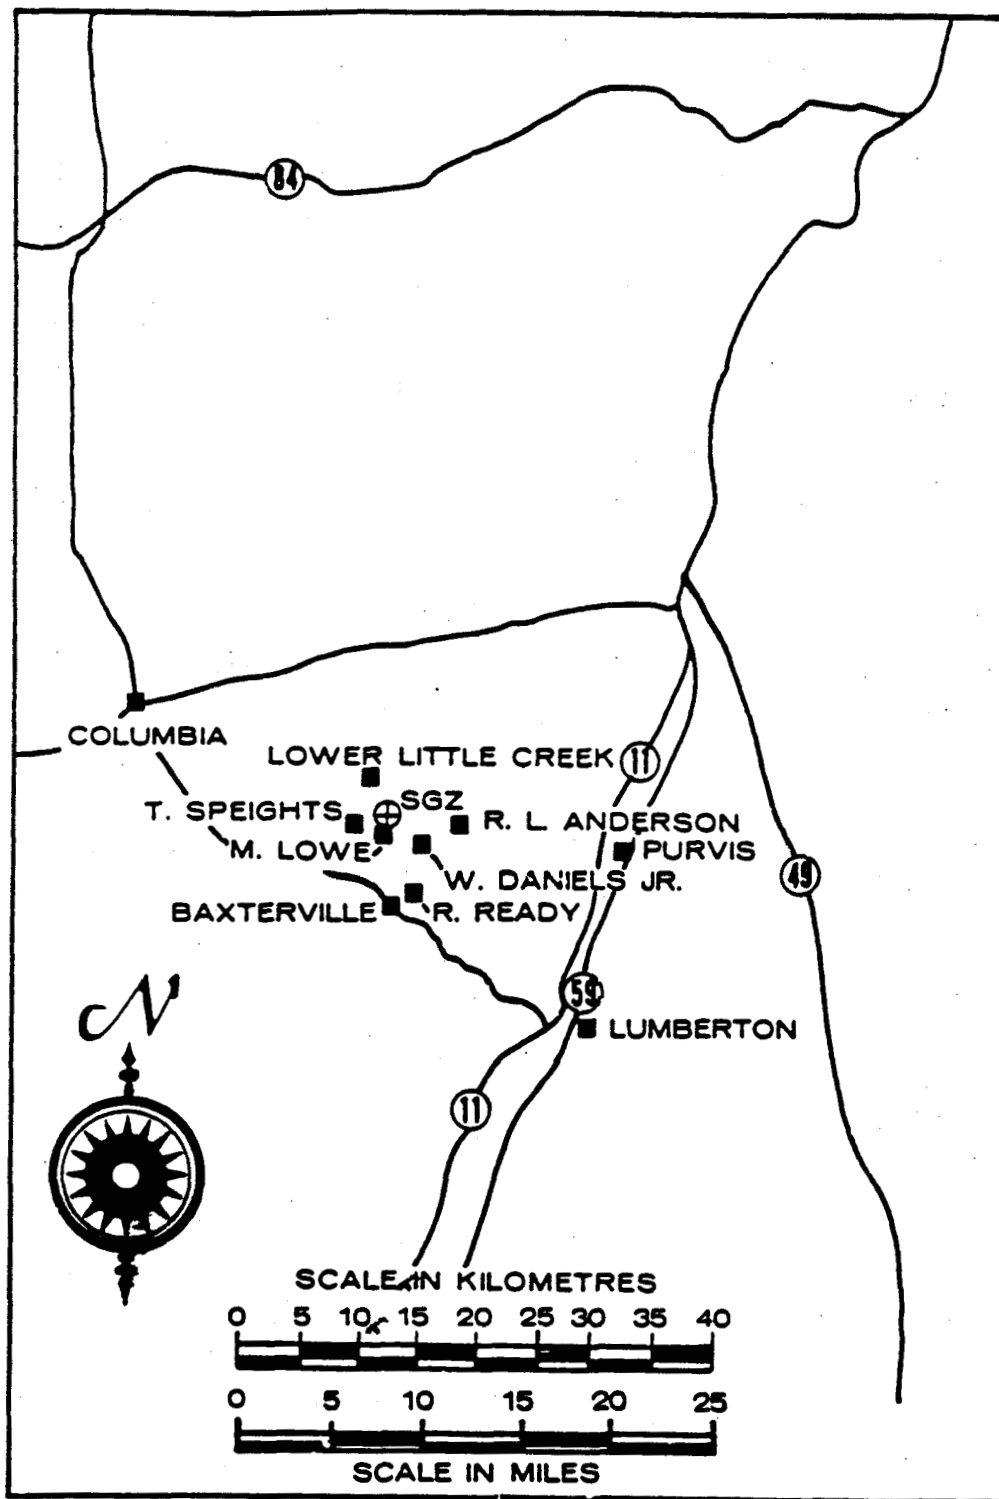 84
N
COLUMBIA
LOWER LITTLE CREEK
11
T. SPEIGHTS
SGZ
R. L. ANDERSON
M. LOWE
PURVIS
49
W. DANIELS JR.
BAXTERVILLE
R. READY
59
LUMBERTON
11
SCALE IN KILOMETRES
0 5 10 15 20 25 30 35 40
0 5 10 15 20 25
SCALE IN MILES